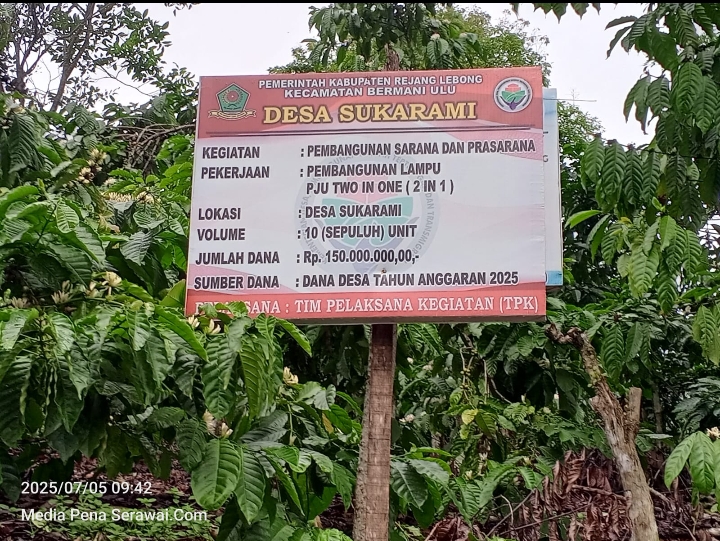 PEMERINTAH KABUPATEN REJANG LEBONG
KECAMATAN BERMANI ULU
DESA SUKARAMI
KEGIATAN : PEMBANGUNAN SARANA DAN PRASARANA
PEKERJAAN : PEMBANGUNAN LAMPU
PJU TWO IN ONE ( 2 IN 1 )
LOKASI : DESA SUKARAMI
VOLUME : 10 (SEPULUH) UNIT
JUMLAH DANA : Rp. 150.000.000,00,-
SUMBER DANA : DANA DESA TAHUN ANGGARAN 2025
: TIM PELAKSANA KEGIATAN (TPK)
2025/07/05 09:42
Media Pena Serawai.Com